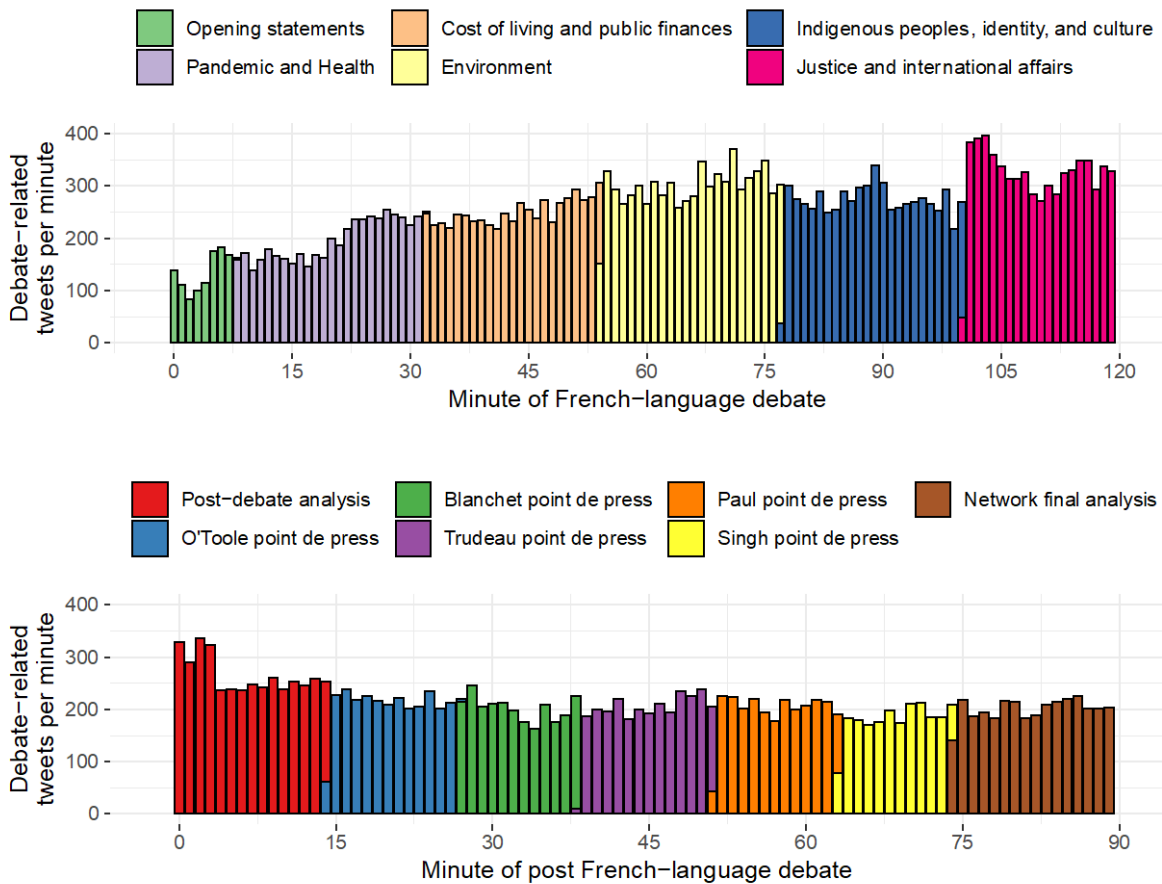 Opening statements
Cost of living and public finances
Indigenous peoples, identity, and culture
Pandemic and Health
Environment
Justice and international affairs
Debate−related
tweets per minute
400
300
200
100
0
0 15 30 45 60 75 90 105 120
Minute of French−language debate
Post−debate analysis
Blanchet point de press
Paul point de press
Network final analysis
O'Toole point de press
Trudeau point de press
Singh point de press
Debate−related
tweets per minute
400
300
200
100
0
0 15 30 45 60 75 90
Minute of post French−language debate